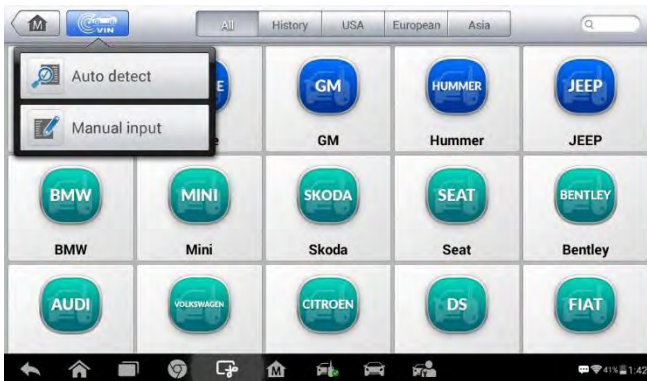 M
VIN
All
History
USA
European
Asia
Auto detect
Manual input
E
e
GM
GM
HUMMER
Hummer
JEEP
JEEP
BMW
BMW
MINI
Mini
SKODA
Skoda
SEAT
Seat
BENTLEY
Bentley
AUDI
VOLKSWAGEN
CITROEN
DS
FIAT
M
41%
1:42